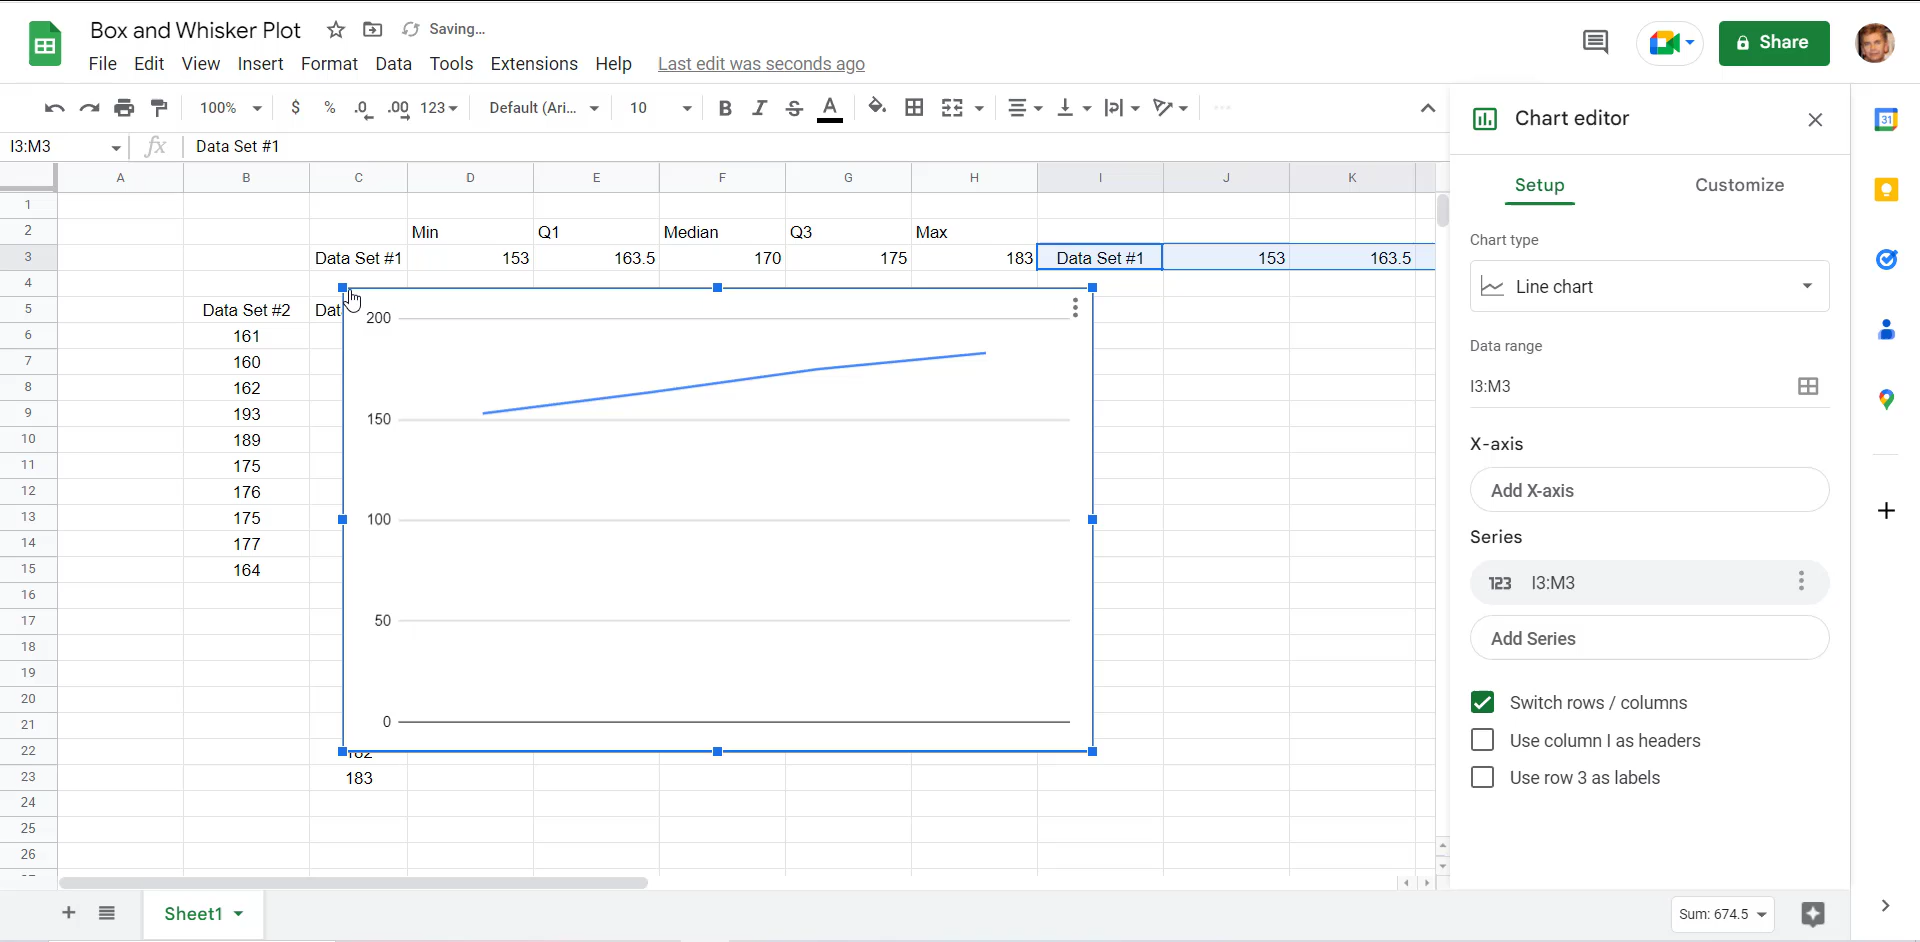 Box and Whisker Plot Saving...
File Edit View Insert Format Data Tools Extensions Help Last edit was seconds ago
Share
100% $ % .0 .00 123 Default (Ari... 10 B I S A
I3:M3 fx Data Set #1
A B C D E F G H I J K
1
2 Min Q1 Median Q3 Max
3 Data Set #1 153 163.5 170 175 183 Data Set #1 153 163.5
4
5 Data Set #2 Dat
6 161
7 160
8 162
9 193
10 189
11 175
12 176
13 175
14 177
15 164
16
17
18
19
20
21
22
23 183
24
25
26
200
150
100
50
0
Sheet1
Sum: 674.5
Chart editor
Setup Customize
Chart type
Line chart
Data range
I3:M3
X-axis
Add X-axis
Series
123 I3:M3
Add Series
Switch rows / columns
Use column I as headers
Use row 3 as labels
31